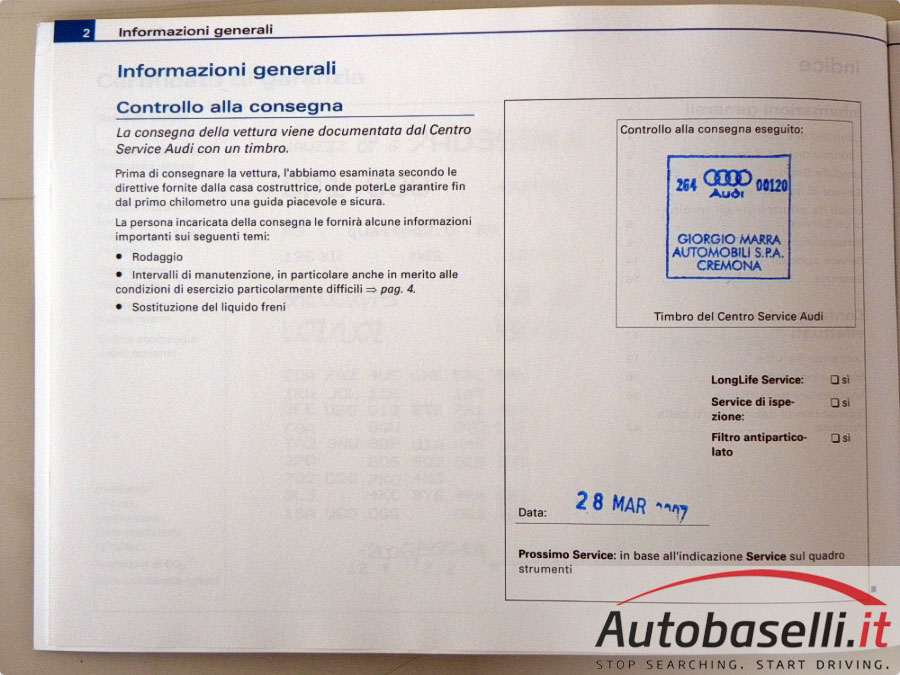 2 Informazioni generali
Informazioni generali
Controllo alla consegna
La consegna della vettura viene documentata dal Centro
Service Audi con un timbro.
Prima di consegnare la vettura, l'abbiamo esaminata secondo le
direttive fornite dalla casa costruttrice, onde poterLe garantire fin
dal primo chilometro una guida piacevole e sicura.
La persona incaricata della consegna le fornirà alcune informazioni
importanti sui seguenti temi:
• Rodaggio
• Intervalli di manutenzione, in particolare anche in merito alle
condizioni di esercizio particolarmente difficili ⇒ pag. 4.
• Sostituzione del liquido freni
Controllo alla consegna eseguito:
264 00120
Audi
GIORGIO MARRA
AUTOMOBILI S.P.A.
CREMONA
Timbro del Centro Service Audi
LongLife Service: ❑ sì
Service di ispe- ❑ sì
zione:
Filtro antipartico- ❑ sì
lato
Data: 28 MAR
Prossimo Service: in base all'indicazione Service sul quadro
strumenti
Autobaselli.it
STOP SEARCHING. START DRIVING.